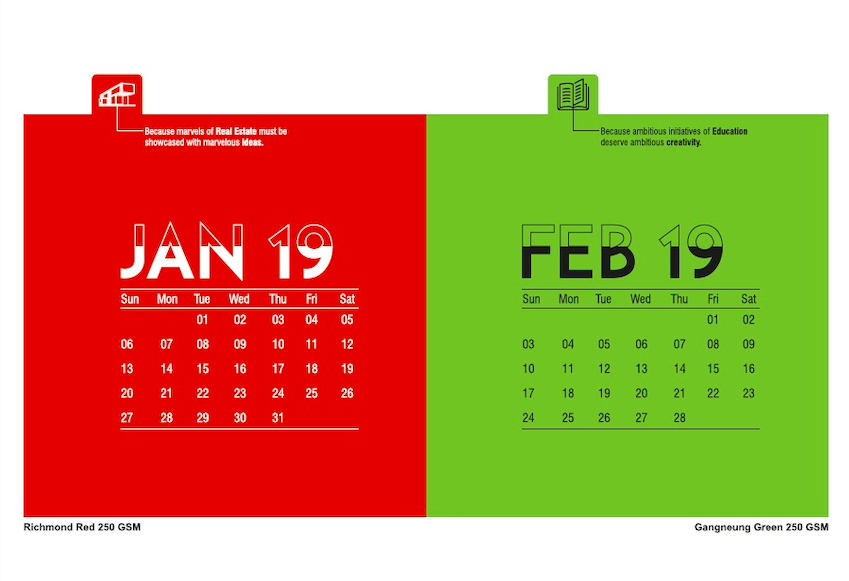 Because marvels of Real Estate must be
showcased with marvelous ideas.
JAN 19
Sun Mon Tue Wed Thu Fri Sat
01 02 03 04 05
06 07 08 09 10 11 12
13 14 15 16 17 18 19
20 21 22 23 24 25 26
27 28 29 30 31
Richmond Red 250 GSM
Because ambitious initiatives of Education
deserve ambitious creativity.
FEB 19
Sun Mon Tue Wed Thu Fri Sat
01 02
03 04 05 06 07 08 09
10 11 12 13 14 15 16
17 18 19 20 21 22 23
24 25 26 27 28
Gangneung Green 250 GSM